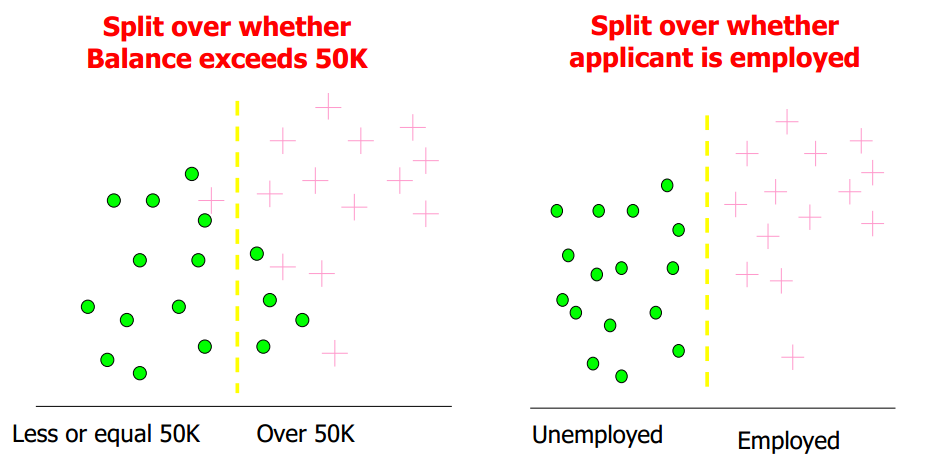 Split over whether
Balance exceeds 50K
Split over whether
applicant is employed
Less or equal 50K
Over 50K
Unemployed
Employed